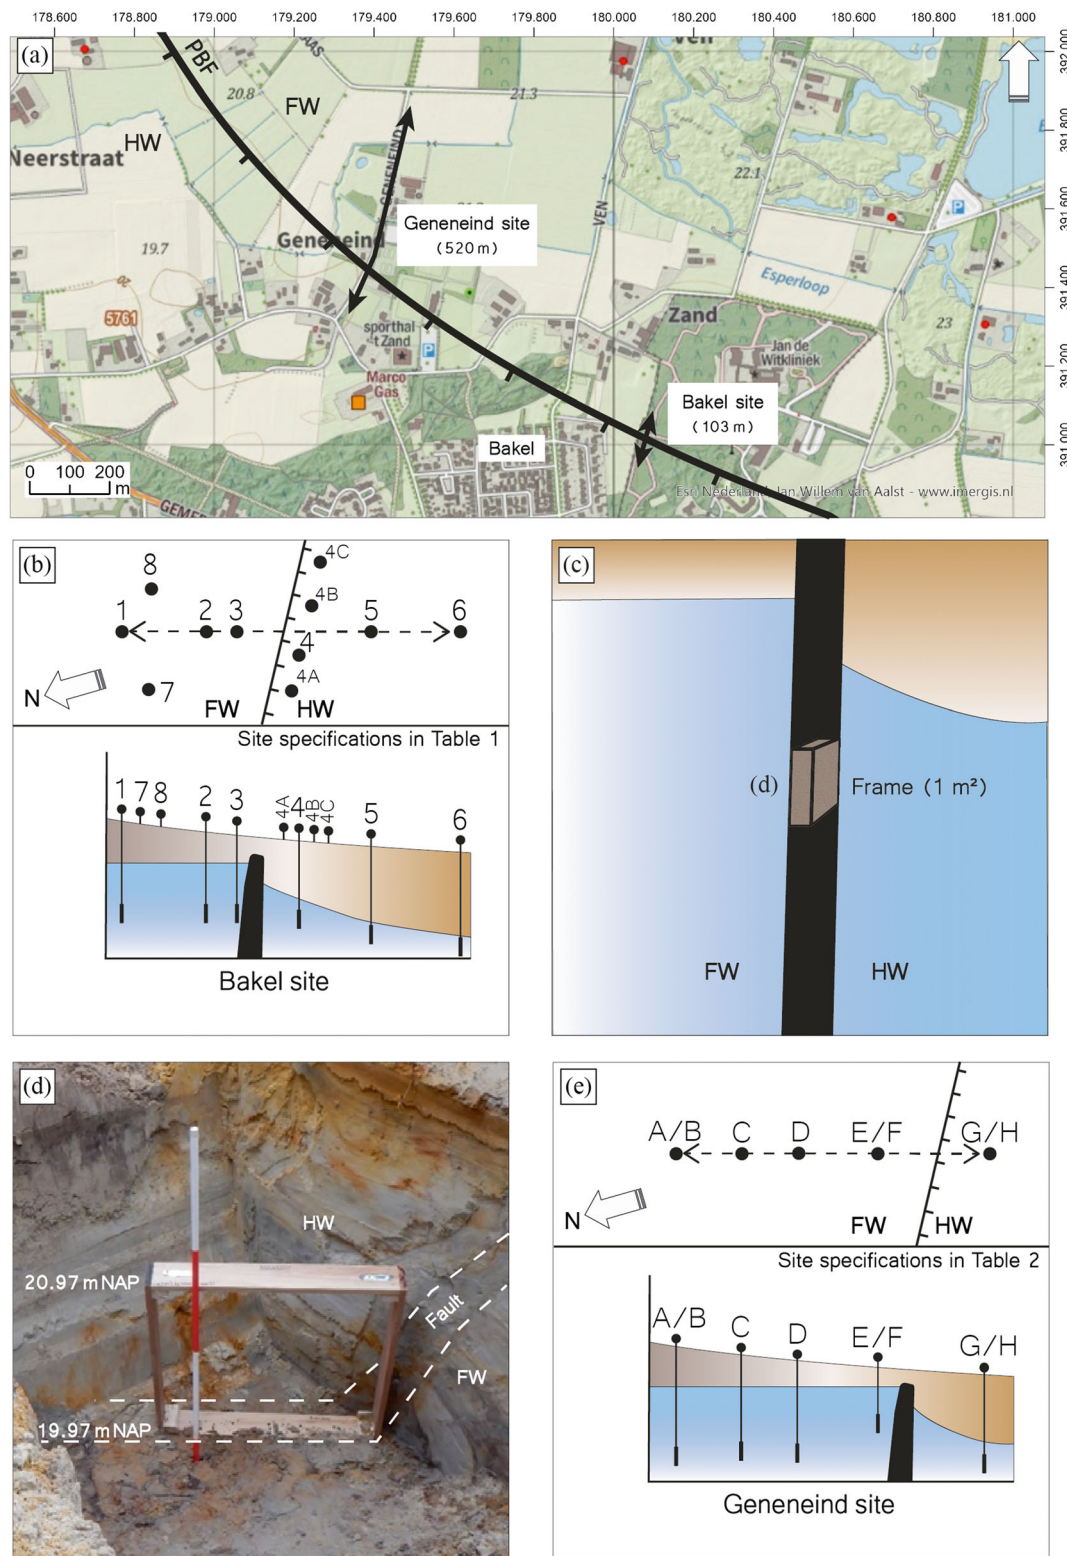 178.600 178.800 179.000 179.200 179.400 179.600 179.800 180.000 180.200 180.400 180.600 180.800 181.000
(a)
392.000
391.800
391.600
391.400
391.200
391.000
PBF
FW
HW
20.8
21.3
Ven
Neerstraat
22.1
GENENEIND
VEN
19.7
Geneneind
Geneneind site
(520 m)
Esperloop
5761
sporthal
't Zand
Zand
23
Jan de
Witkliniek
Marco
Gas
Bakel site
(103 m)
Bakel
0 100 200
m
GEMER
Esri Nederland, Jan Willem van Aalst - www.imergis.nl
(b)
4C
8
4B
1 2 3 5 6
4
4A
7
N
FW HW
Site specifications in Table 1
1 7 8 2 3 4A 4 4B 4C 5 6
Bakel site
(c)
(d) Frame (1 m²)
FW HW
(d)
HW
20.97 m NAP
Fault
FW
19.97 m NAP
(e)
A/B C D E/F G/H
N
FW HW
Site specifications in Table 2
A/B C D E/F G/H
Geneneind site